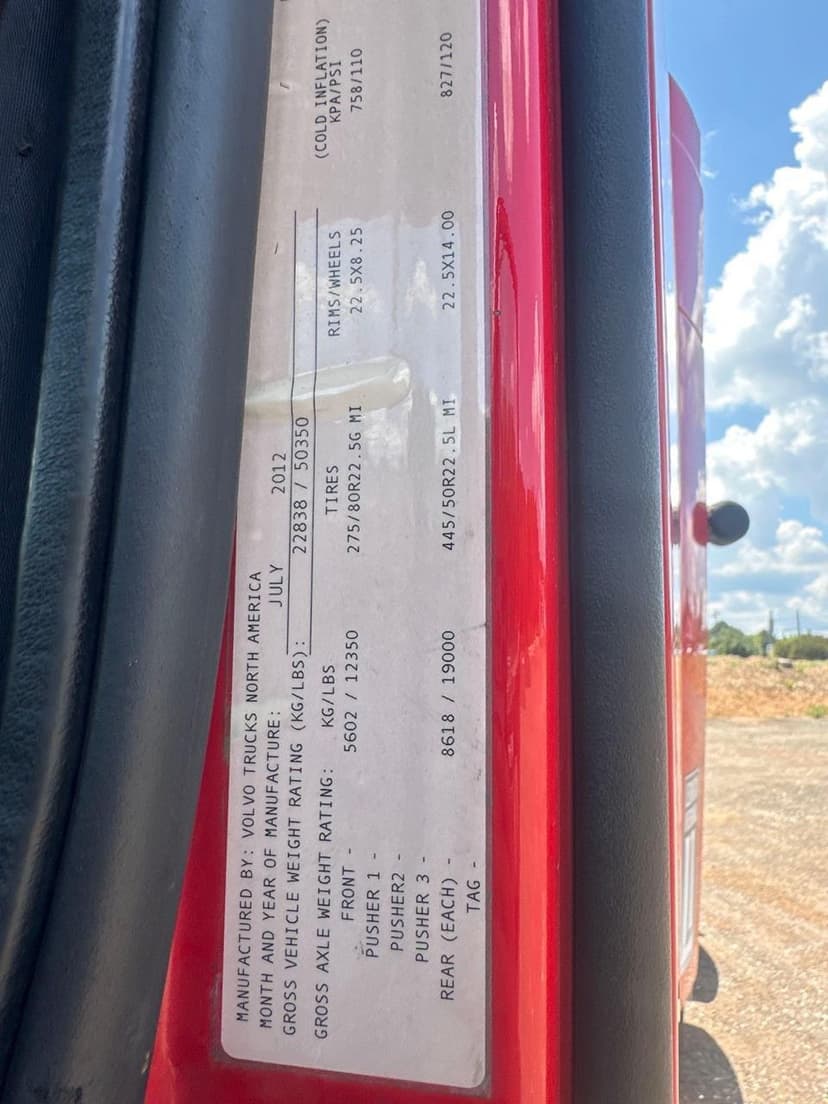 MANUFACTURED BY: VOLVO TRUCKS NORTH AMERICA
MONTH AND YEAR OF MANUFACTURE: JULY 2012
GROSS VEHICLE WEIGHT RATING (KG/LBS): 22838 / 50350
(COLD INFLATION)
GROSS AXLE WEIGHT RATING: KG/LBS TIRES RIMS/WHEELS KPA/PSI
FRONT - 5602 / 12350 275/80R22.5G MI 22.5X8.25 758/110
PUSHER 1 -
PUSHER2 -
PUSHER 3 -
REAR (EACH) - 8618 / 19000 445/50R22.5L MI 22.5X14.00 827/120
TAG -